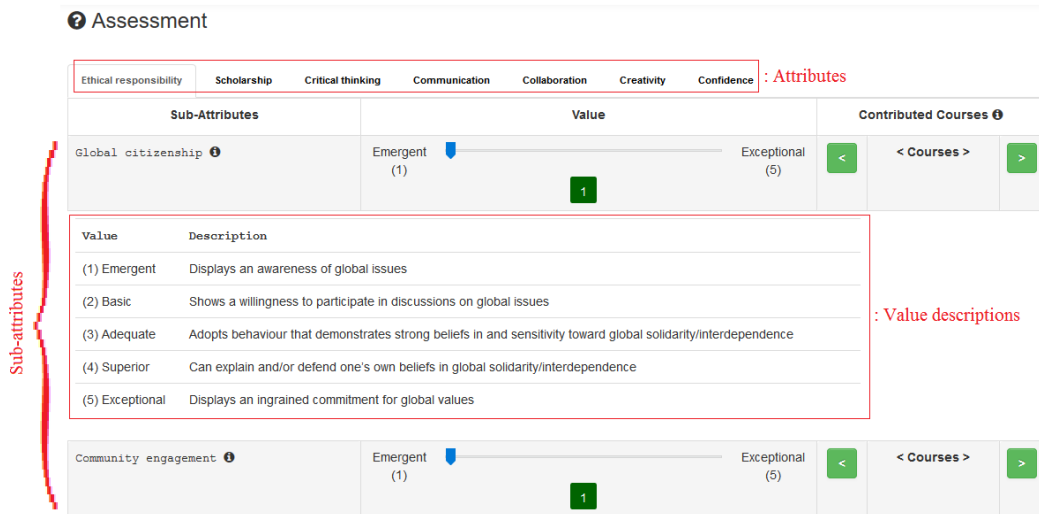 Assessment
Ethical responsibility Scholarship Critical thinking Communication Collaboration Creativity Confidence : Attributes
Sub-Attributes Value Contributed Courses
Global citizenship Emergent Exceptional < < Courses > >
(1) (5)
1
Value Description
(1) Emergent Displays an awareness of global issues
(2) Basic Shows a willingness to participate in discussions on global issues
(3) Adequate Adopts behaviour that demonstrates strong beliefs in and sensitivity toward global solidarity/interdependence
: Value descriptions
Sub-attributes
(4) Superior Can explain and/or defend one's own beliefs in global solidarity/interdependence
(5) Exceptional Displays an ingrained commitment for global values
Community engagement Emergent Exceptional < < Courses > >
(1) (5)
1